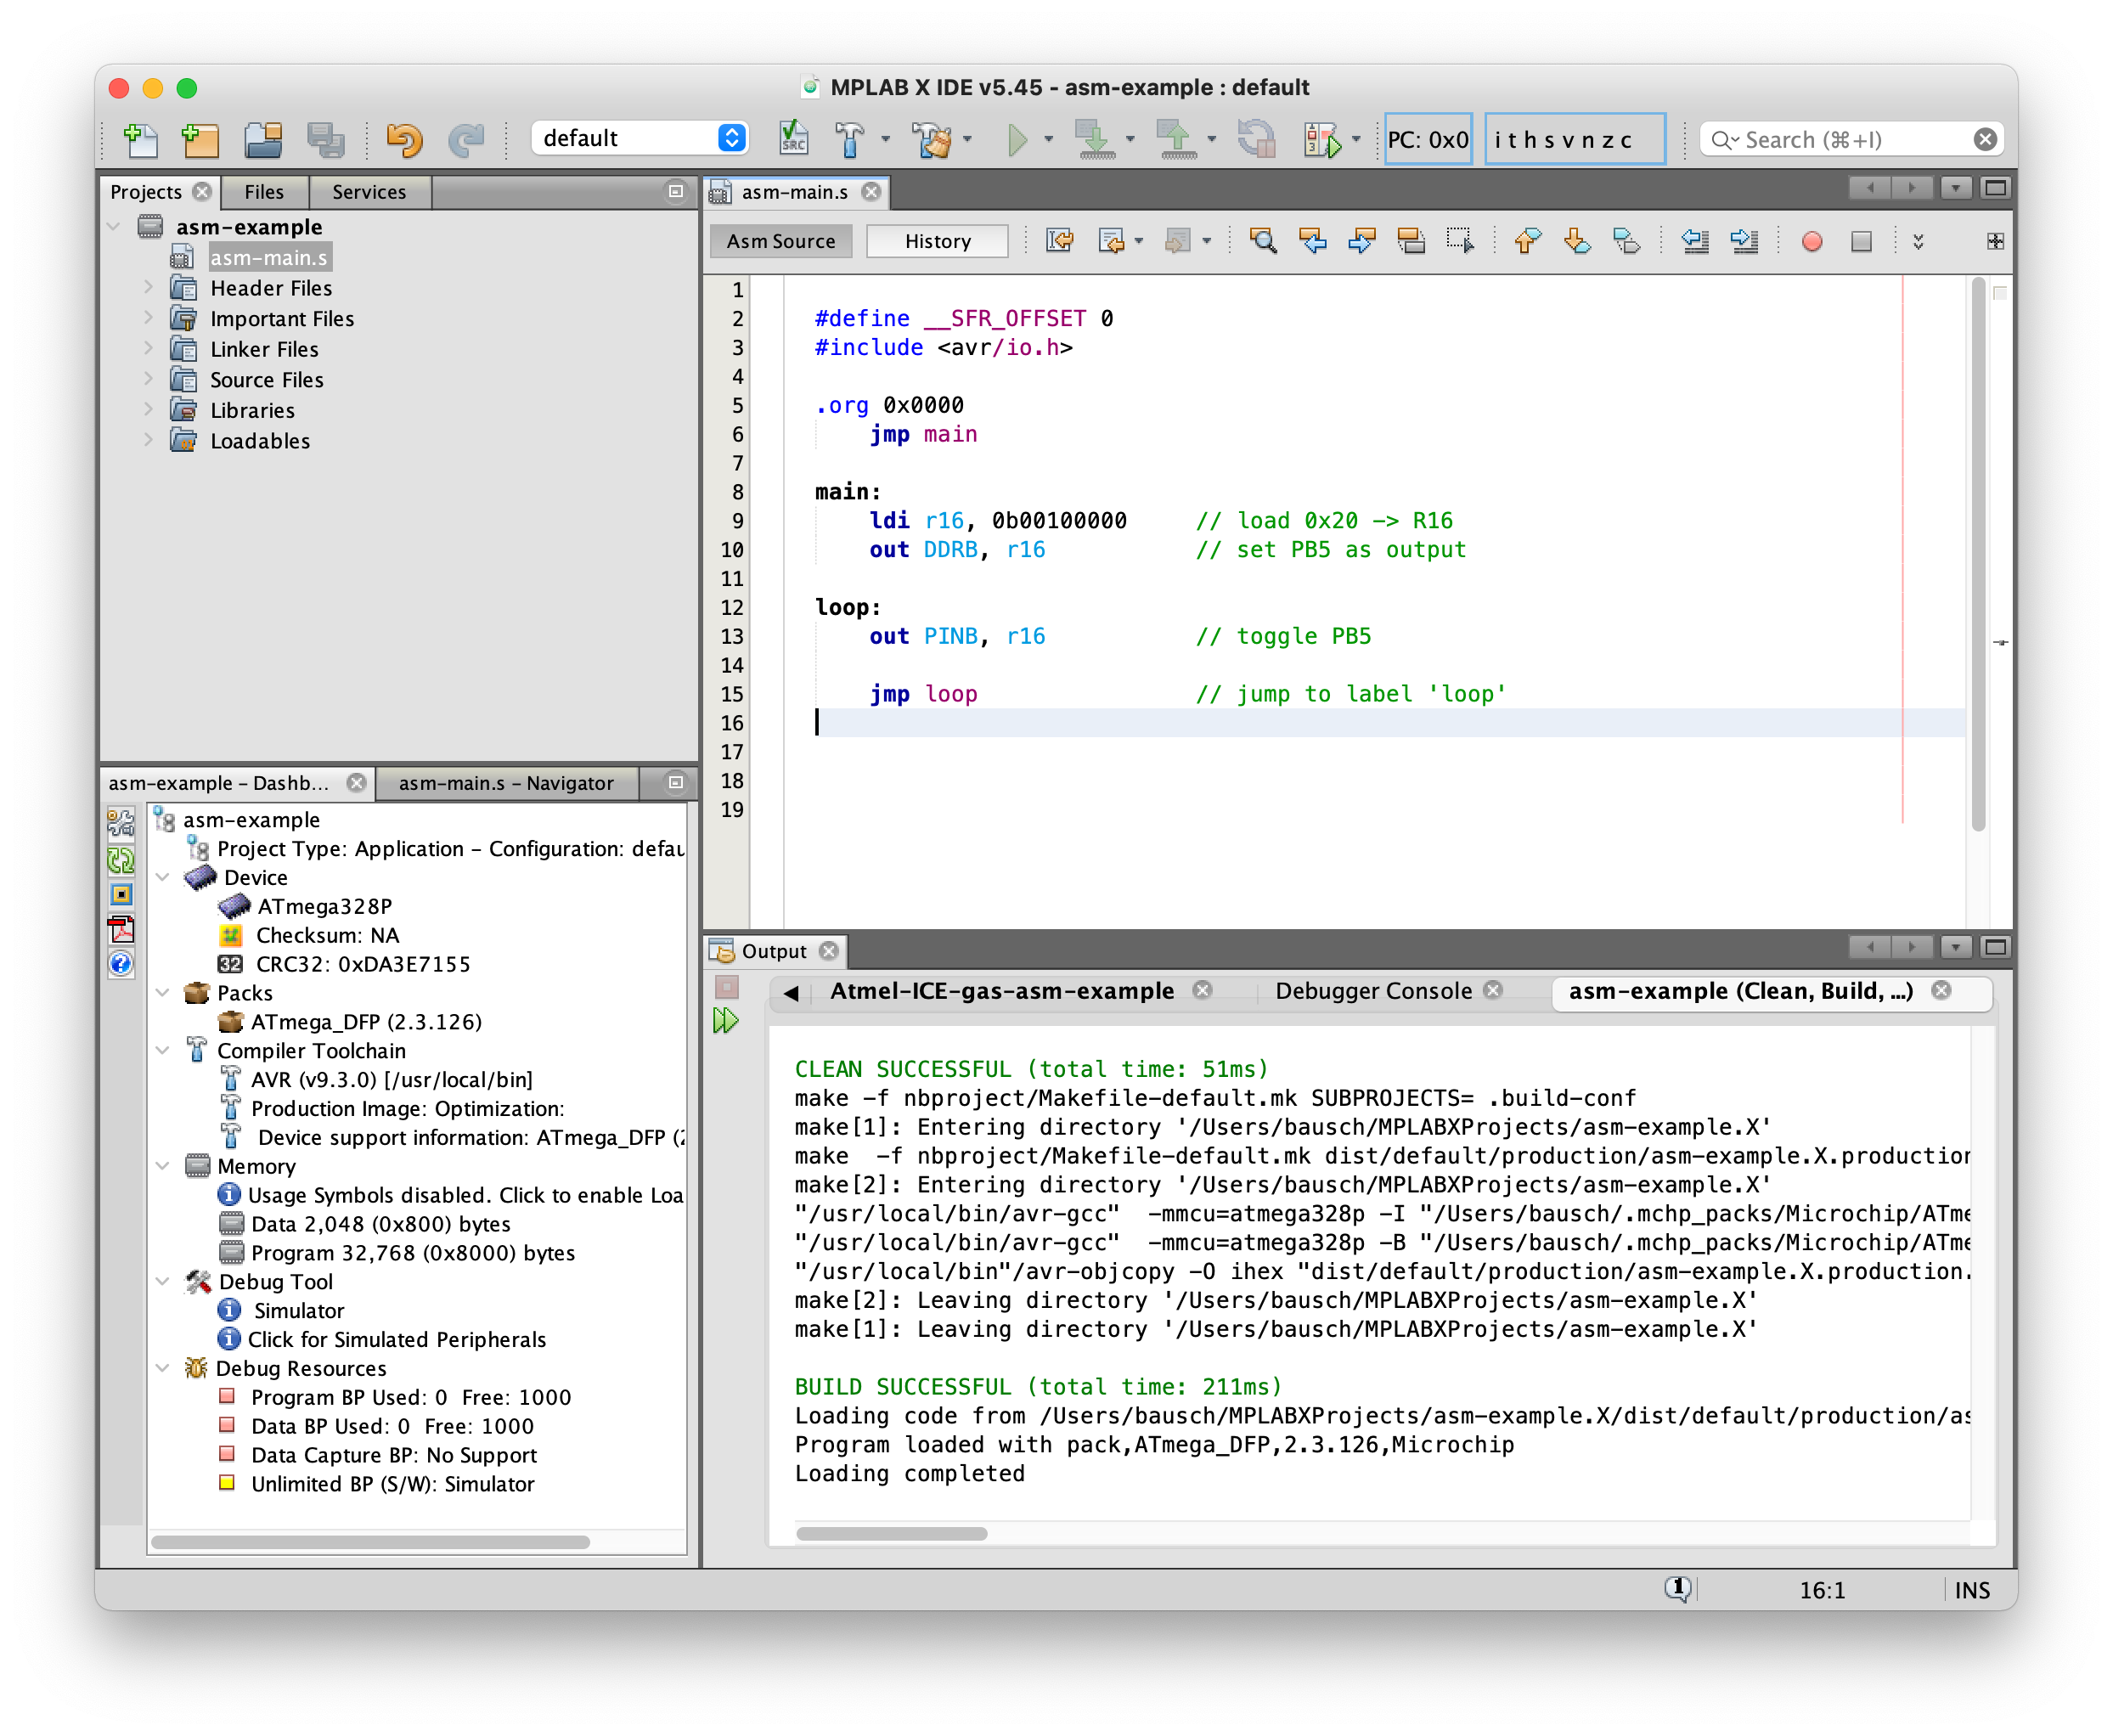 MPLAB X IDE v5.45 - asm-example : default
default
PC: 0x0
i t h s v n z c
Search (⌘+I)
Projects
Files
Services
asm-example
asm-main.s
Header Files
Important Files
Linker Files
Source Files
Libraries
Loadables
asm-main.s
Asm Source
History
1
2 #define __SFR_OFFSET 0
3 #include <avr/io.h>
4
5 .org 0x0000
6 jmp main
7
8 main:
9 ldi r16, 0b00100000 // load 0x20 -> R16
10 out DDRB, r16 // set PB5 as output
11
12 loop:
13 out PINB, r16 // toggle PB5
14
15 jmp loop // jump to label 'loop'
16
17
18
19
asm-example - Dashb...
asm-main.s - Navigator
asm-example
Project Type: Application - Configuration: defau
Device
ATmega328P
Checksum: NA
32 CRC32: 0xDA3E7155
Packs
ATmega_DFP (2.3.126)
Compiler Toolchain
AVR (v9.3.0) [/usr/local/bin]
Production Image: Optimization:
Device support information: ATmega_DFP (2
Memory
Usage Symbols disabled. Click to enable Loa
Data 2,048 (0x800) bytes
Program 32,768 (0x8000) bytes
Debug Tool
Simulator
Click for Simulated Peripherals
Debug Resources
Program BP Used: 0 Free: 1000
Data BP Used: 0 Free: 1000
Data Capture BP: No Support
Unlimited BP (S/W): Simulator
Output
Atmel-ICE-gas-asm-example
Debugger Console
asm-example (Clean, Build, ...)
CLEAN SUCCESSFUL (total time: 51ms)
make -f nbproject/Makefile-default.mk SUBPROJECTS= .build-conf
make[1]: Entering directory '/Users/bausch/MPLABXProjects/asm-example.X'
make  -f nbproject/Makefile-default.mk dist/default/production/asm-example.X.production
make[2]: Entering directory '/Users/bausch/MPLABXProjects/asm-example.X'
"/usr/local/bin/avr-gcc"  -mmcu=atmega328p -I "/Users/bausch/.mchp_packs/Microchip/ATme
"/usr/local/bin/avr-gcc"  -mmcu=atmega328p -B "/Users/bausch/.mchp_packs/Microchip/ATme
"/usr/local/bin"/avr-objcopy -O ihex "dist/default/production/asm-example.X.production.
make[2]: Leaving directory '/Users/bausch/MPLABXProjects/asm-example.X'
make[1]: Leaving directory '/Users/bausch/MPLABXProjects/asm-example.X'
BUILD SUCCESSFUL (total time: 211ms)
Loading code from /Users/bausch/MPLABXProjects/asm-example.X/dist/default/production/as
Program loaded with pack,ATmega_DFP,2.3.126,Microchip
Loading completed
1
16:1
INS